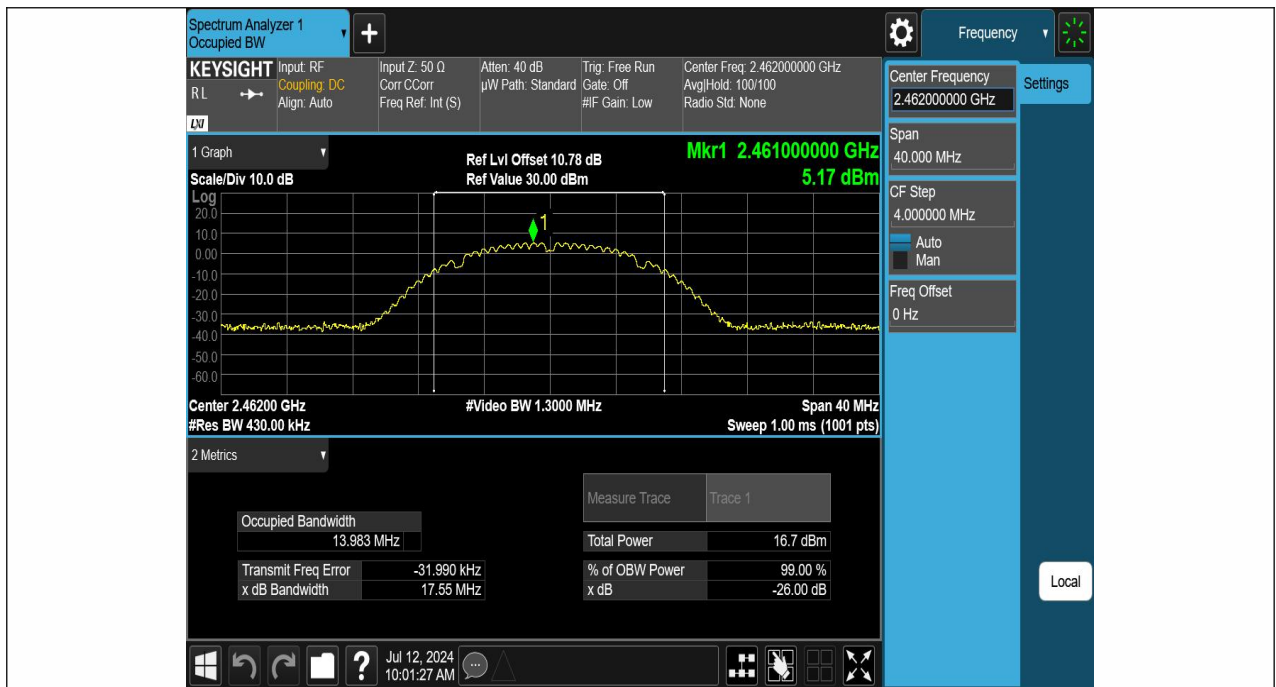 Spectrum Analyzer 1
Occupied BW
+
Frequency
KEYSIGHT
R L
LXI
Input: RF
Coupling: DC
Align: Auto
Input Z: 50 Ω
Corr CCorr
Freq Ref: Int (S)
Atten: 40 dB
µW Path: Standard
Trig: Free Run
Gate: Off
#IF Gain: Low
Center Freq: 2.462000000 GHz
Avg|Hold: 100/100
Radio Std: None
Center Frequency
2.462000000 GHz
Settings
Span
40.000 MHz
CF Step
4.000000 MHz
Auto
Man
Freq Offset
0 Hz
Local
1 Graph
Scale/Div 10.0 dB
Ref Lvl Offset 10.78 dB
Ref Value 30.00 dBm
Mkr1 2.461000000 GHz
5.17 dBm
Log
20.0
10.0
0.00
-10.0
-20.0
-30.0
-40.0
-50.0
-60.0
1
Center 2.46200 GHz
#Res BW 430.00 kHz
#Video BW 1.3000 MHz
Span 40 MHz
Sweep 1.00 ms (1001 pts)
2 Metrics
Measure Trace Trace 1
Occupied Bandwidth
13.983 MHz
Total Power 16.7 dBm
Transmit Freq Error -31.990 kHz
% of OBW Power 99.00 %
x dB Bandwidth 17.55 MHz
x dB -26.00 dB
?
Jul 12, 2024
10:01:27 AM